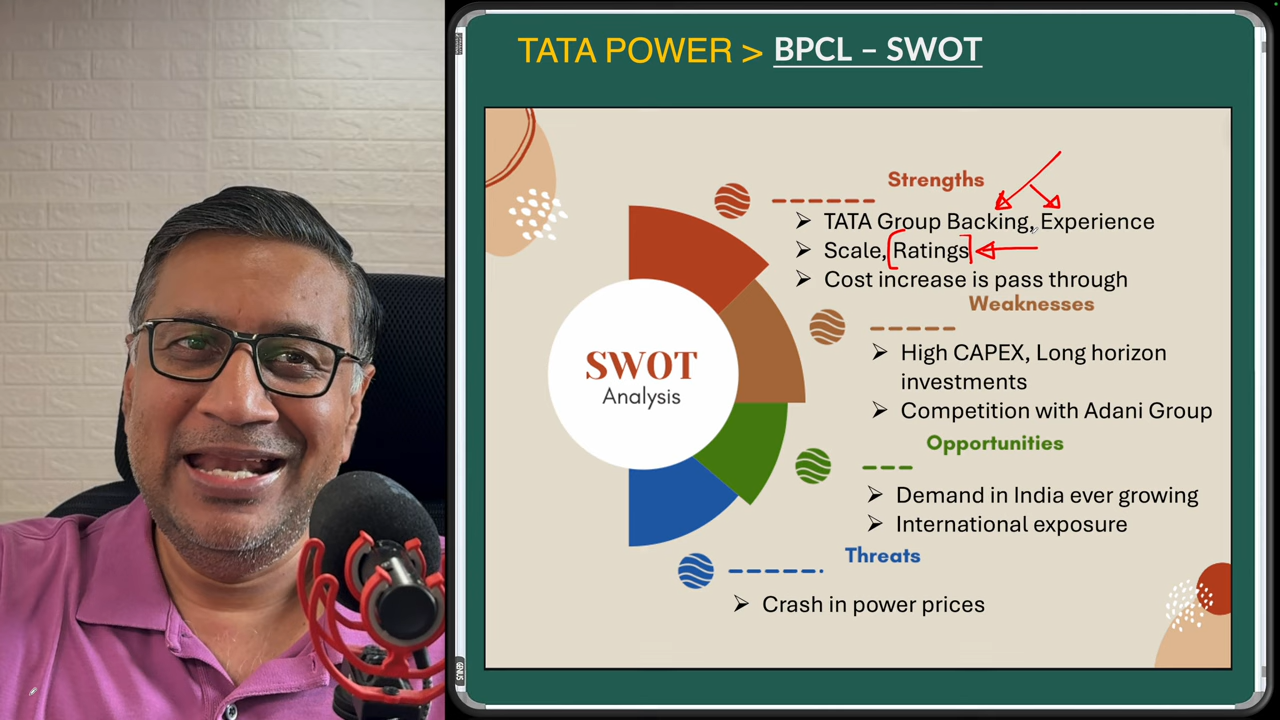 TATA POWER > BPCL – SWOT
SWOT
Analysis
Strengths
➢ TATA Group Backing, Experience
➢ Scale, Ratings
➢ Cost increase is pass through
Weaknesses
➢ High CAPEX, Long horizon
investments
➢ Competition with Adani Group
Opportunities
➢ Demand in India ever growing
➢ International exposure
Threats
➢ Crash in power prices